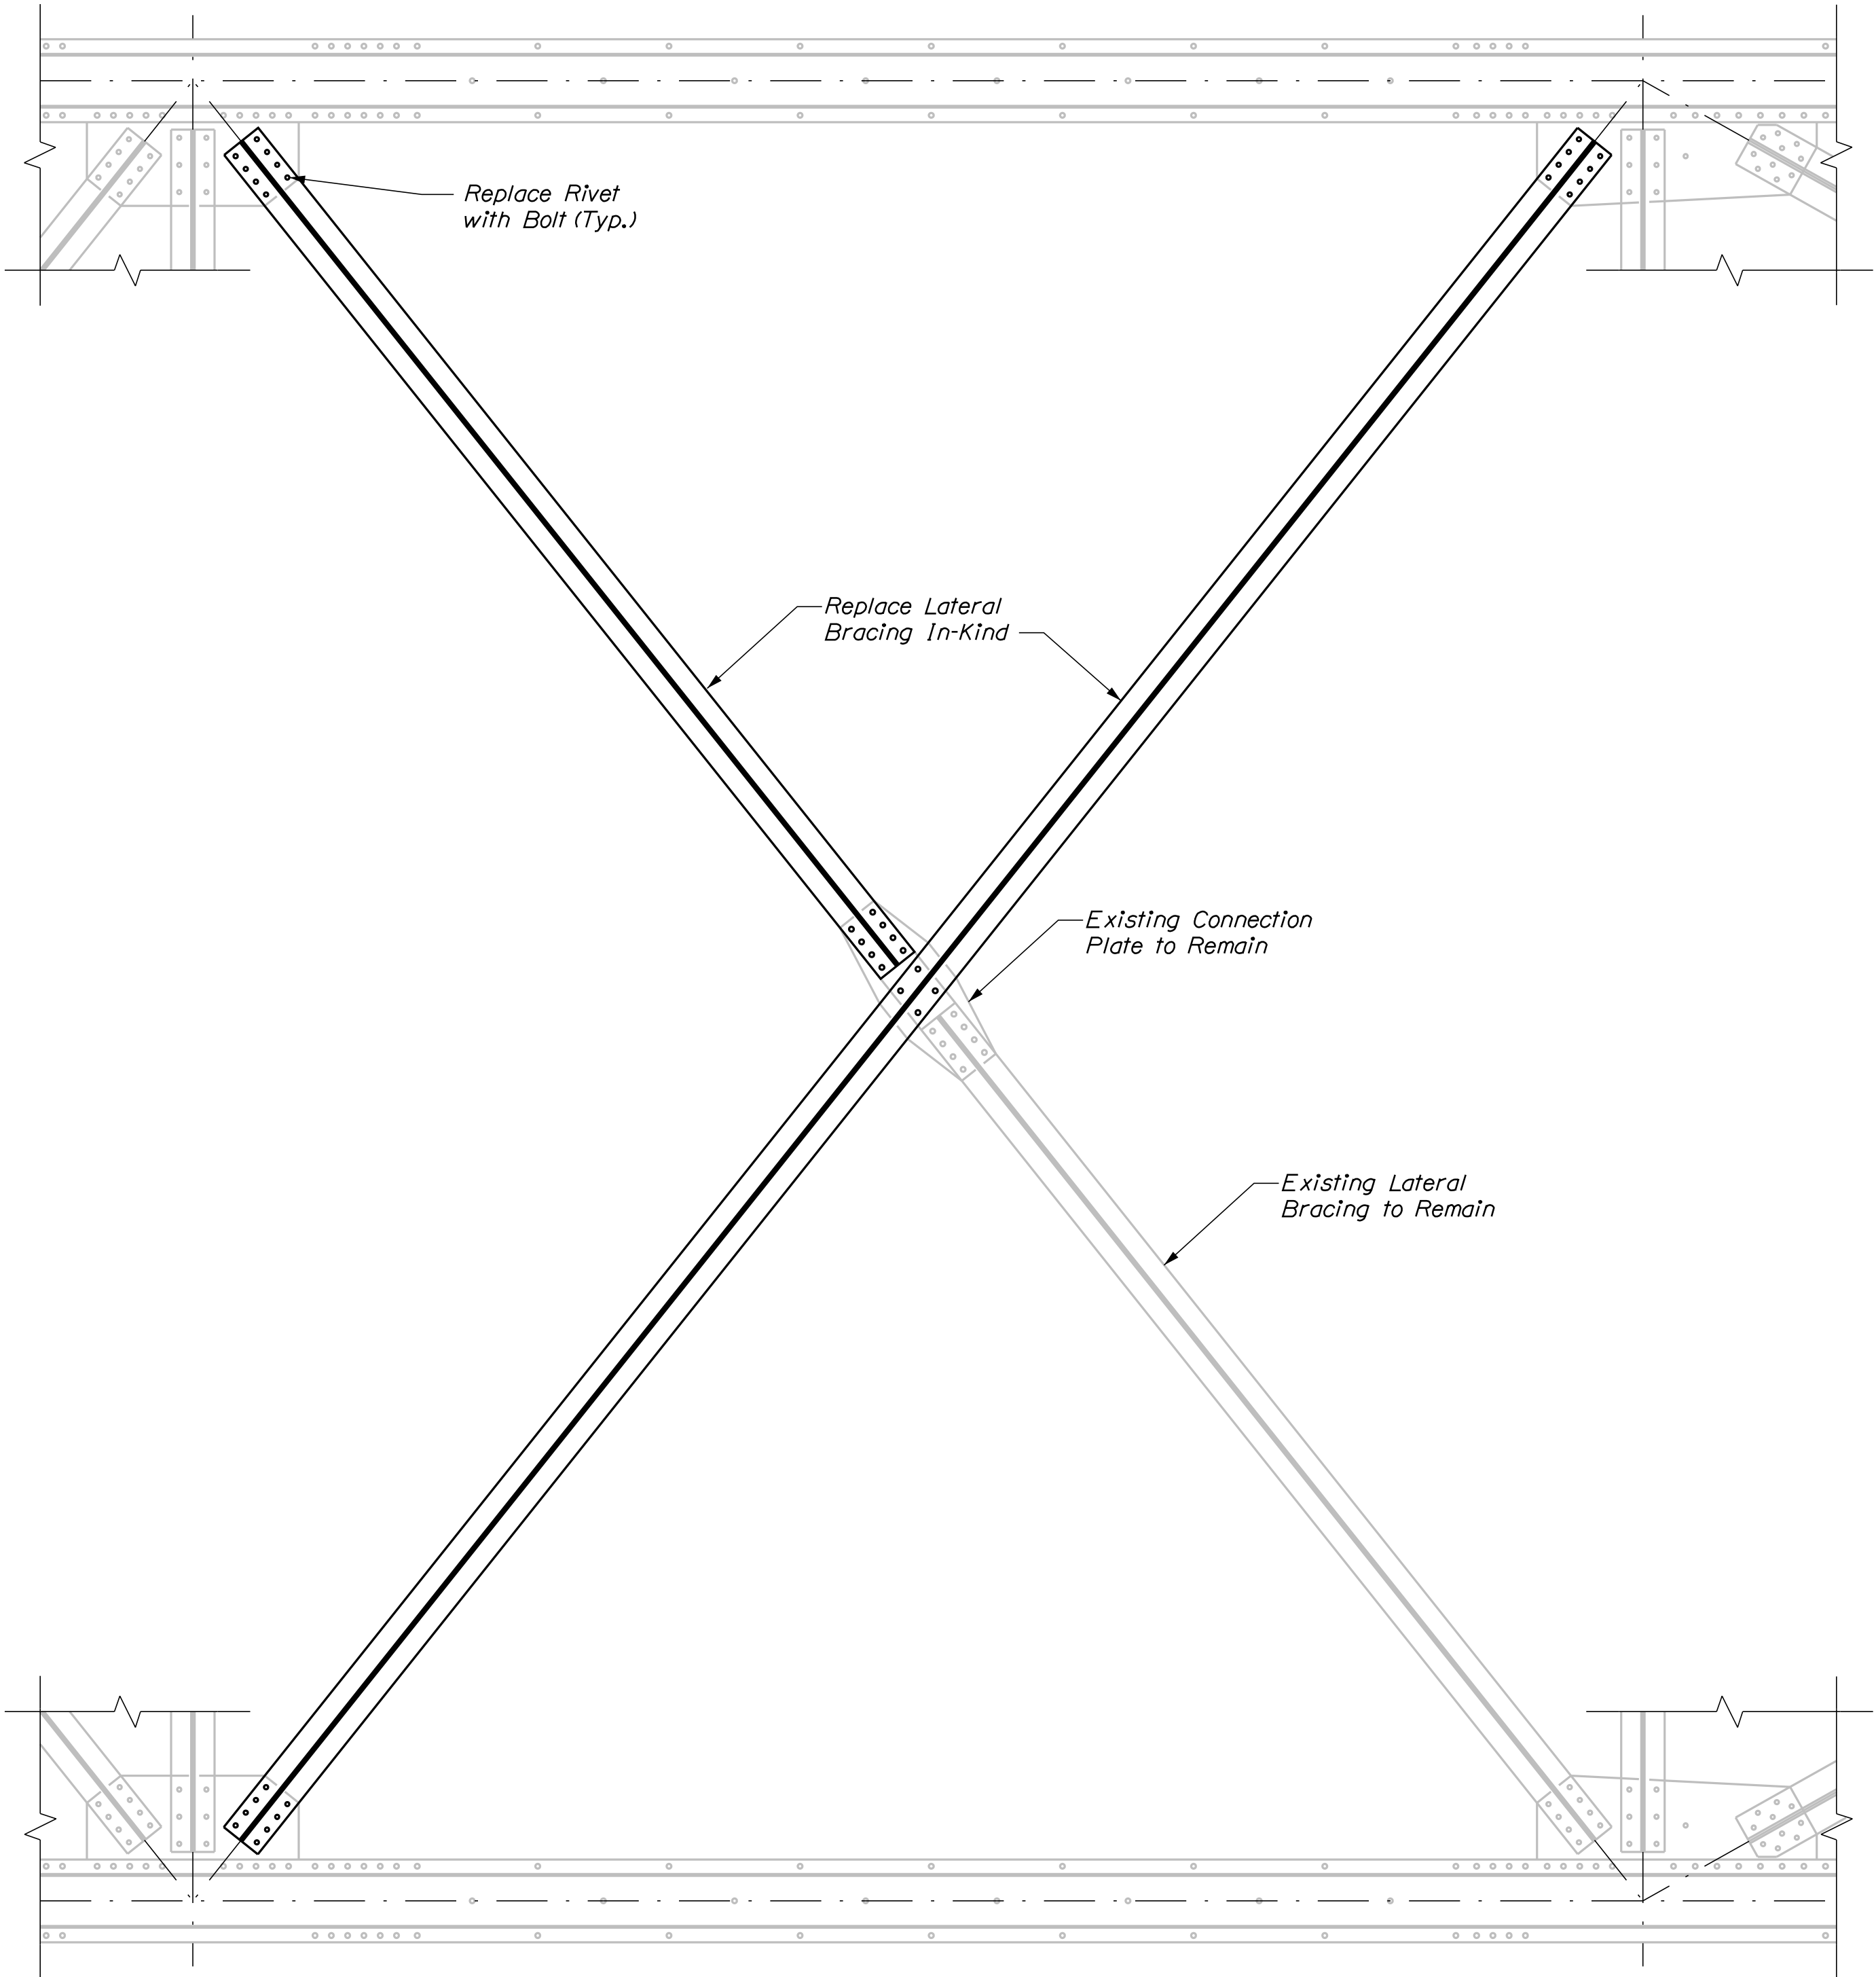 Replace Rivet
with Bolt (Typ.)
Replace Lateral
Bracing In-Kind
Existing Connection
Plate to Remain
Existing Lateral
Bracing to Remain